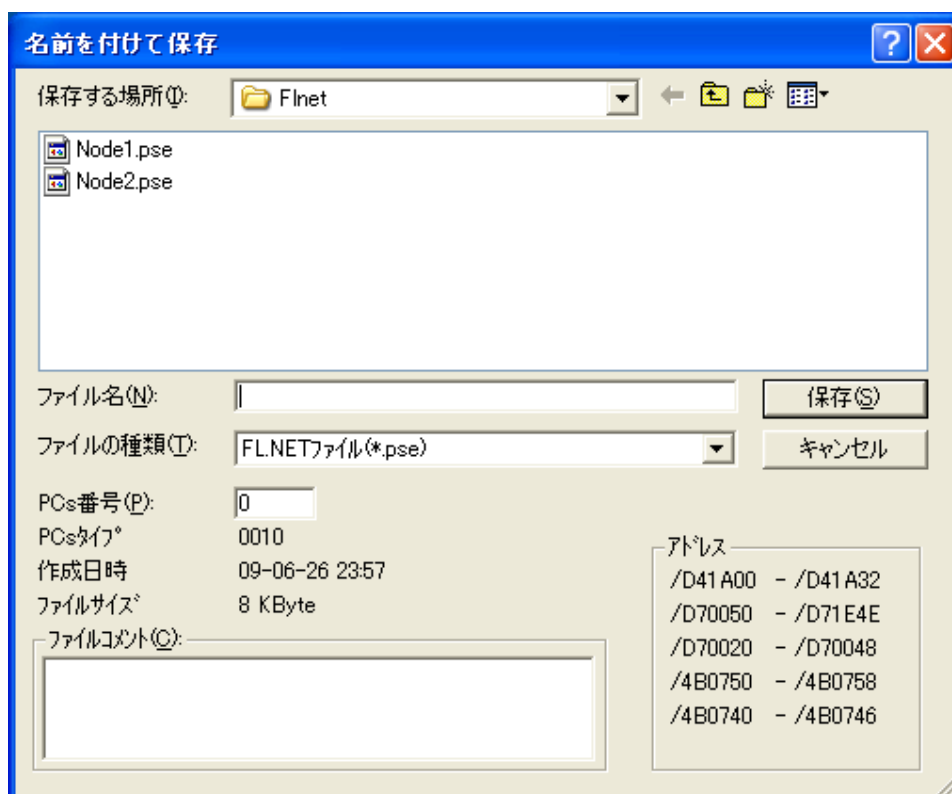 名前を付けて保存
保存する場所(I):
FInet
Node1.pse
Node2.pse
ファイル名(N):
保存(S)
ファイルの種類(T):
FL.NETファイル(*.pse)
キャンセル
PCs番号(P):
0
PCsタイプ
0010
作成日時
09-06-26 23:57
ファイルサイズ
8 KByte
ファイルコメント(C):
アドレス
/D41A00 - /D41A32
/D70050 - /D71E4E
/D70020 - /D70048
/4B0750 - /4B0758
/4B0740 - /4B0746